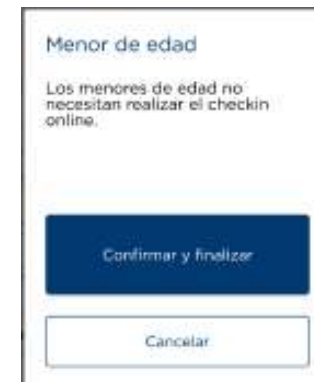 Menor de edad
Los menores de edad no
necesitan realizar el checkin
online.
Confirmar y finalizar
Cancelar